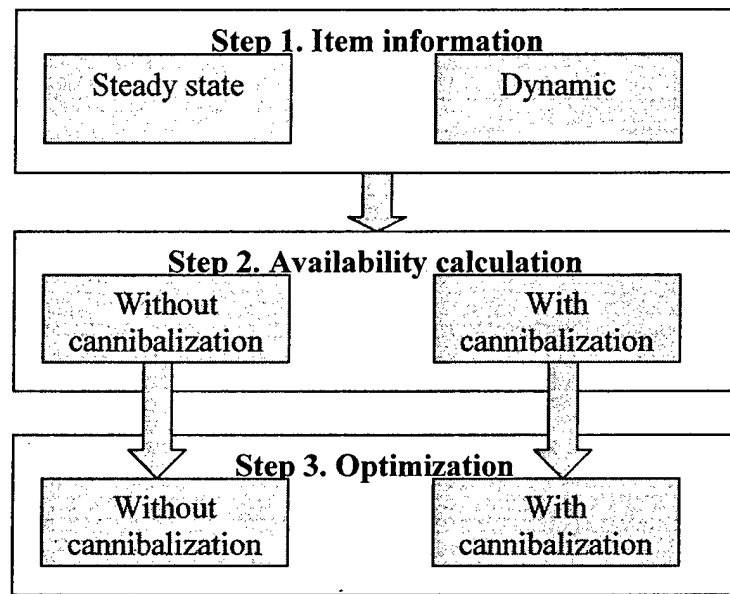 Step 1. Item information
Steady state
Dynamic
Step 2. Availability calculation
Without
cannibalization
With
cannibalization
Step 3. Optimization
Without
cannibalization
With
cannibalization